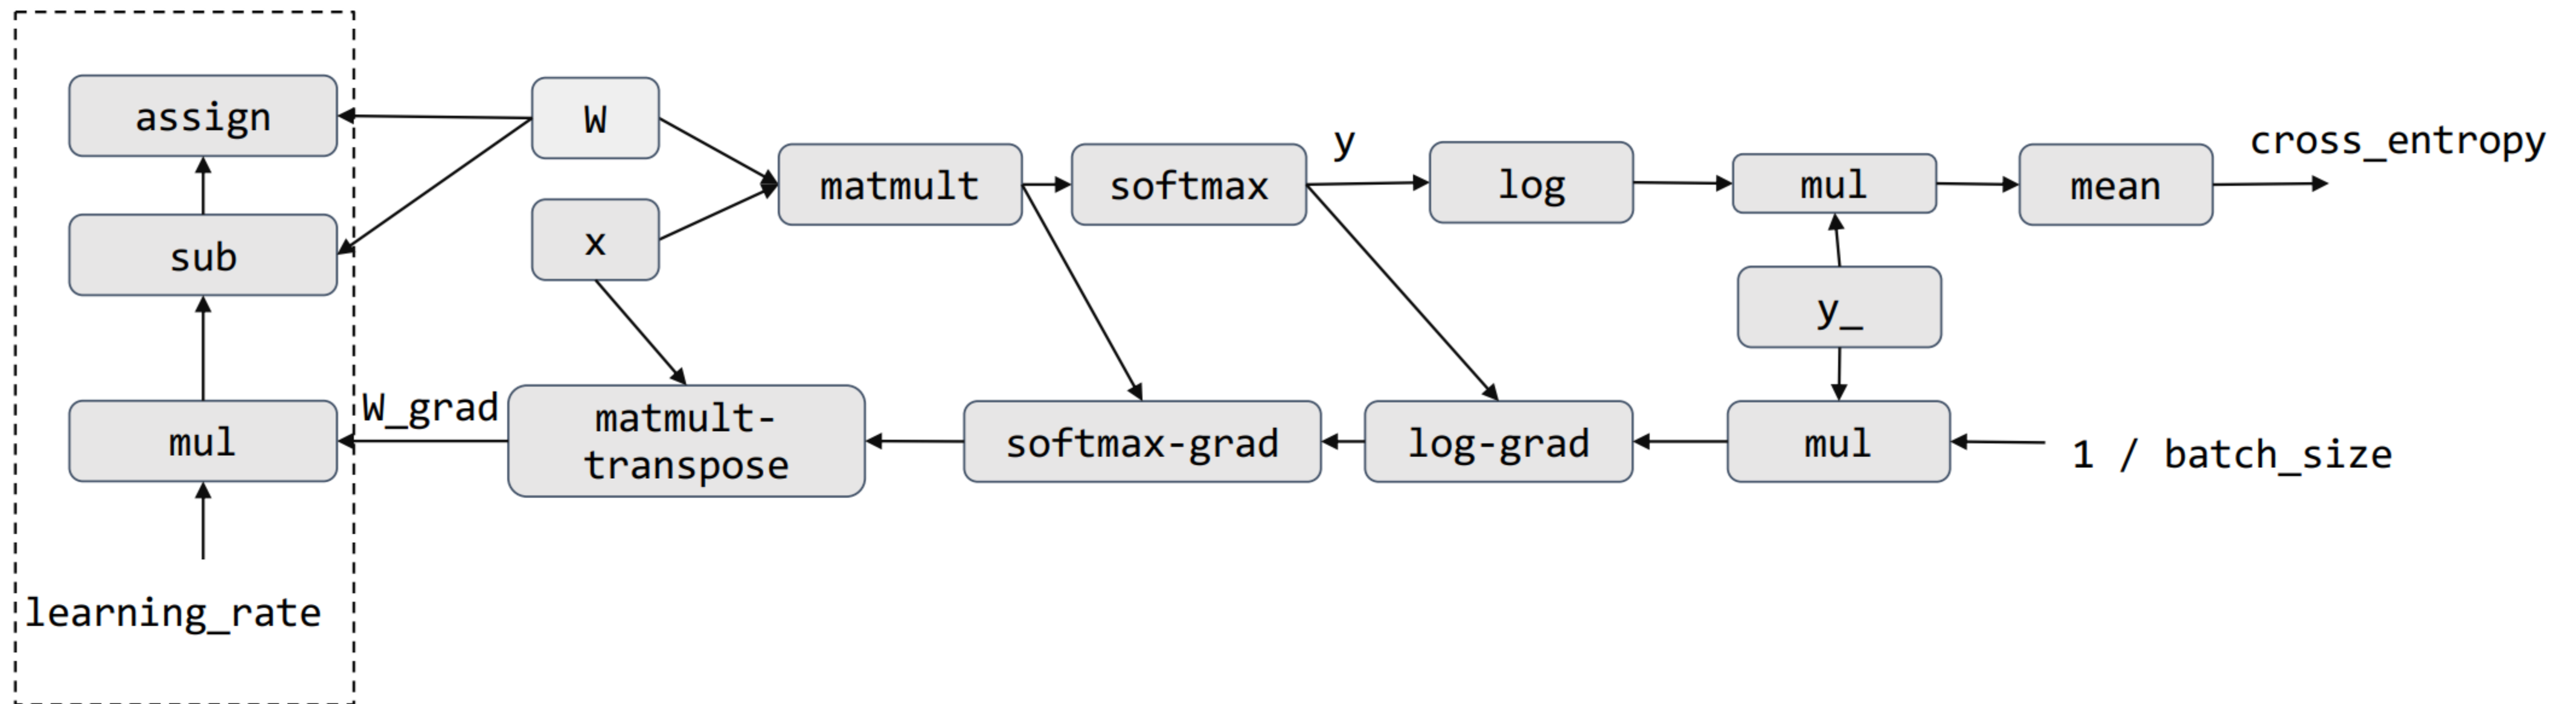 assign
W
matmult
softmax
y
log
mul
mean
cross_entropy
sub
x
y_
mul
W_grad
matmult-
transpose
softmax-grad
log-grad
mul
1 / batch_size
learning_rate